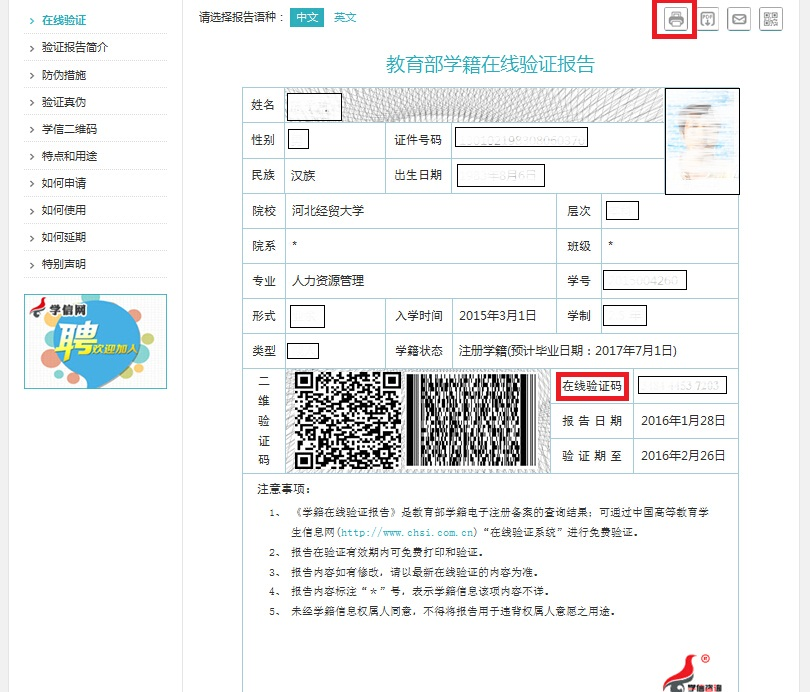 在线验证
验证报告简介
防伪措施
验证真伪
学信二维码
特点和用途
如何申请
如何使用
如何延期
特别声明
学信网
聘 欢迎加入
请选择报告语种： 中文 英文
PDF
教育部学籍在线验证报告
姓名
性别 证件号码
民族 汉族 出生日期
院校 河北经贸大学 层次
院系 * 班级 *
专业 人力资源管理 学号
形式 入学时间 2015年3月1日 学制
类型 学籍状态 注册学籍(预计毕业日期：2017年7月1日)
二维验证码
在线验证码
报告日期 2016年1月28日
验证期至 2016年2月26日
注意事项：
1、《学籍在线验证报告》是教育部学籍电子注册备案的查询结果；可通过中国高等教育学
生信息网(http://www.chsi.com.cn)“在线验证系统”进行免费验证。
2、报告在验证有效期内可免费打印和验证。
3、报告内容如有修改，请以最新在线验证的内容为准。
4、报告内容标注“＊”号，表示学籍信息该项内容不详。
5、未经学籍信息权属人同意，不得将报告用于违背权属人意愿之用途。
学信咨询